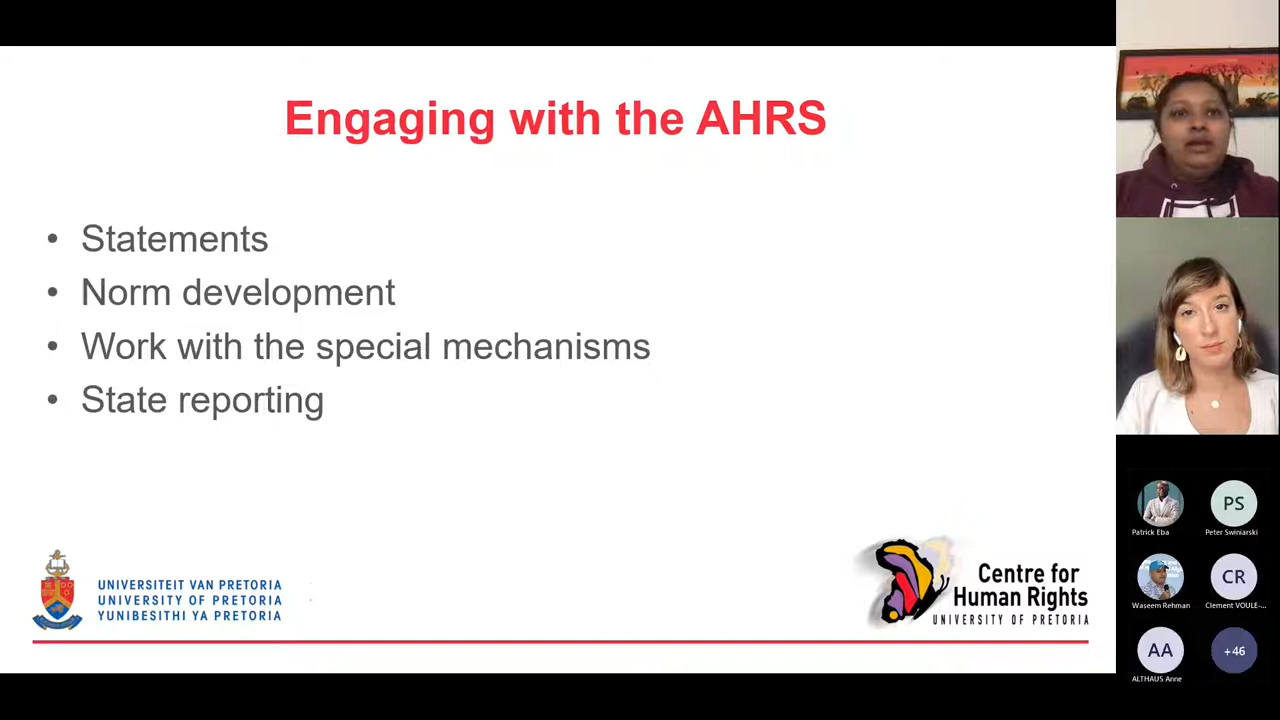 Engaging with the AHRS
• Statements
• Norm development
• Work with the special mechanisms
• State reporting
UNIVERSITEIT VAN PRETORIA
UNIVERSITY OF PRETORIA
YUNIBESITHI YA PRETORIA
Centre for
Human Rights
UNIVERSITY OF PRETORIA
PS
Patrick Eba
Peter Swiniarski
CR
Waseem Rehman
Clement VOULE-...
AA
+46
ALTHAUS Anne